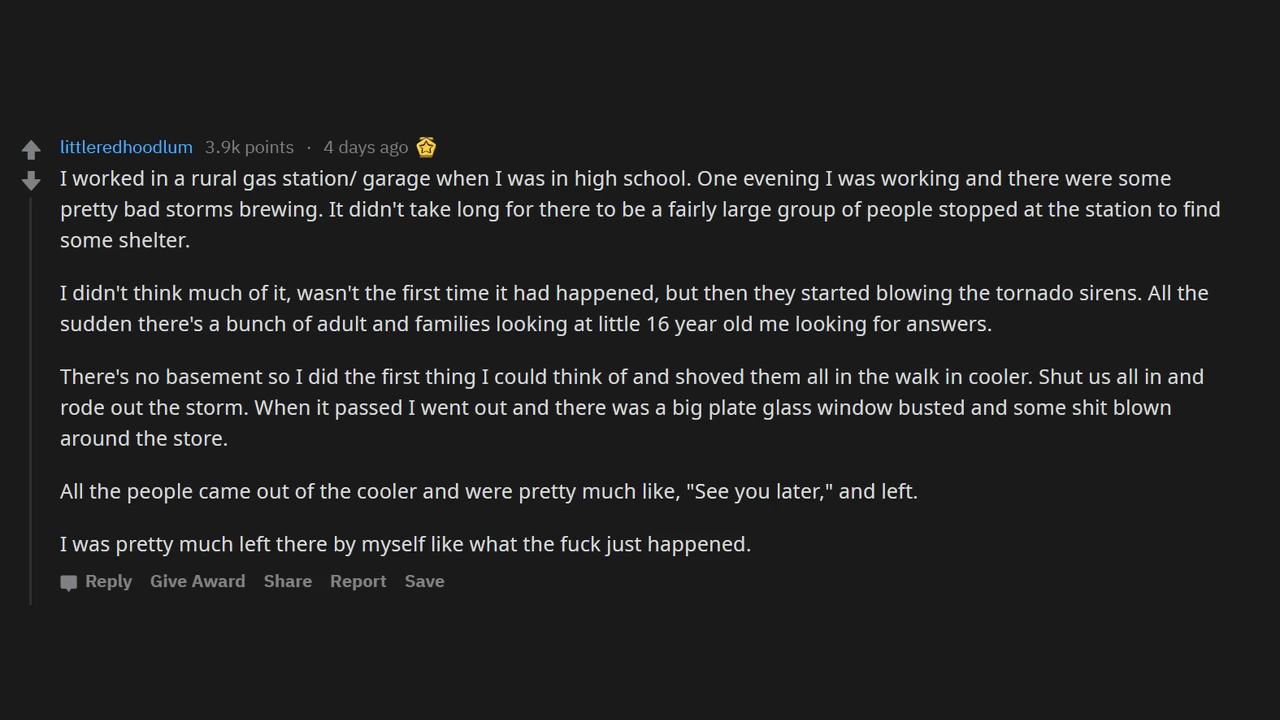 littleredhoodlum 3.9k points · 4 days ago
I worked in a rural gas station/ garage when I was in high school. One evening I was working and there were some
pretty bad storms brewing. It didn't take long for there to be a fairly large group of people stopped at the station to find
some shelter.
I didn't think much of it, wasn't the first time it had happened, but then they started blowing the tornado sirens. All the
sudden there's a bunch of adult and families looking at little 16 year old me looking for answers.
There's no basement so I did the first thing I could think of and shoved them all in the walk in cooler. Shut us all in and
rode out the storm. When it passed I went out and there was a big plate glass window busted and some shit blown
around the store.
All the people came out of the cooler and were pretty much like, "See you later," and left.
I was pretty much left there by myself like what the fuck just happened.
Reply Give Award Share Report Save